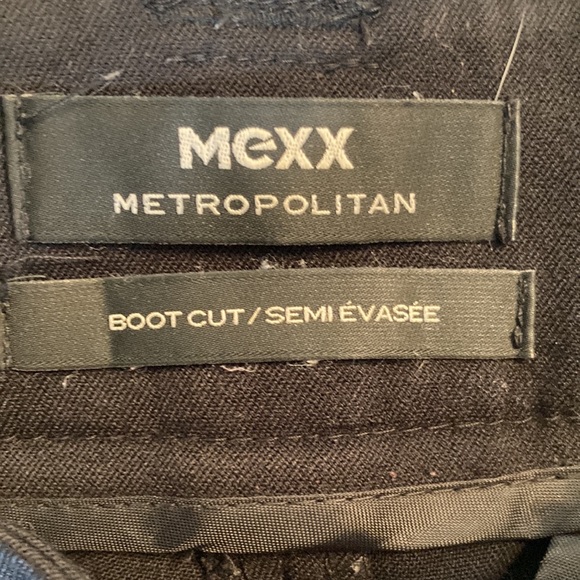 Mexx
METROPOLITAN
BOOT CUT / SEMI ÉVASÉE